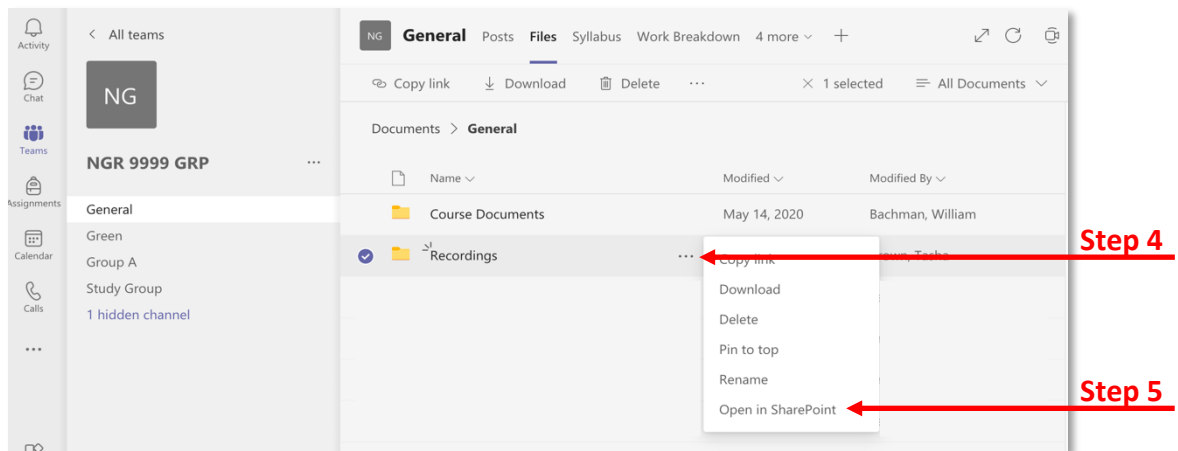 Activity
Chat
Teams
Assignments
Calendar
Calls
All teams
NG
NGR 9999 GRP
General
Green
Group A
Study Group
1 hidden channel
NG General Posts Files Syllabus Work Breakdown 4 more
Copy link Download Delete 1 selected All Documents
Documents > General
Name Modified Modified By
Course Documents May 14, 2020 Bachman, William
Recordings
Copy link
Download
Delete
Pin to top
Rename
Open in SharePoint
Step 4
Step 5